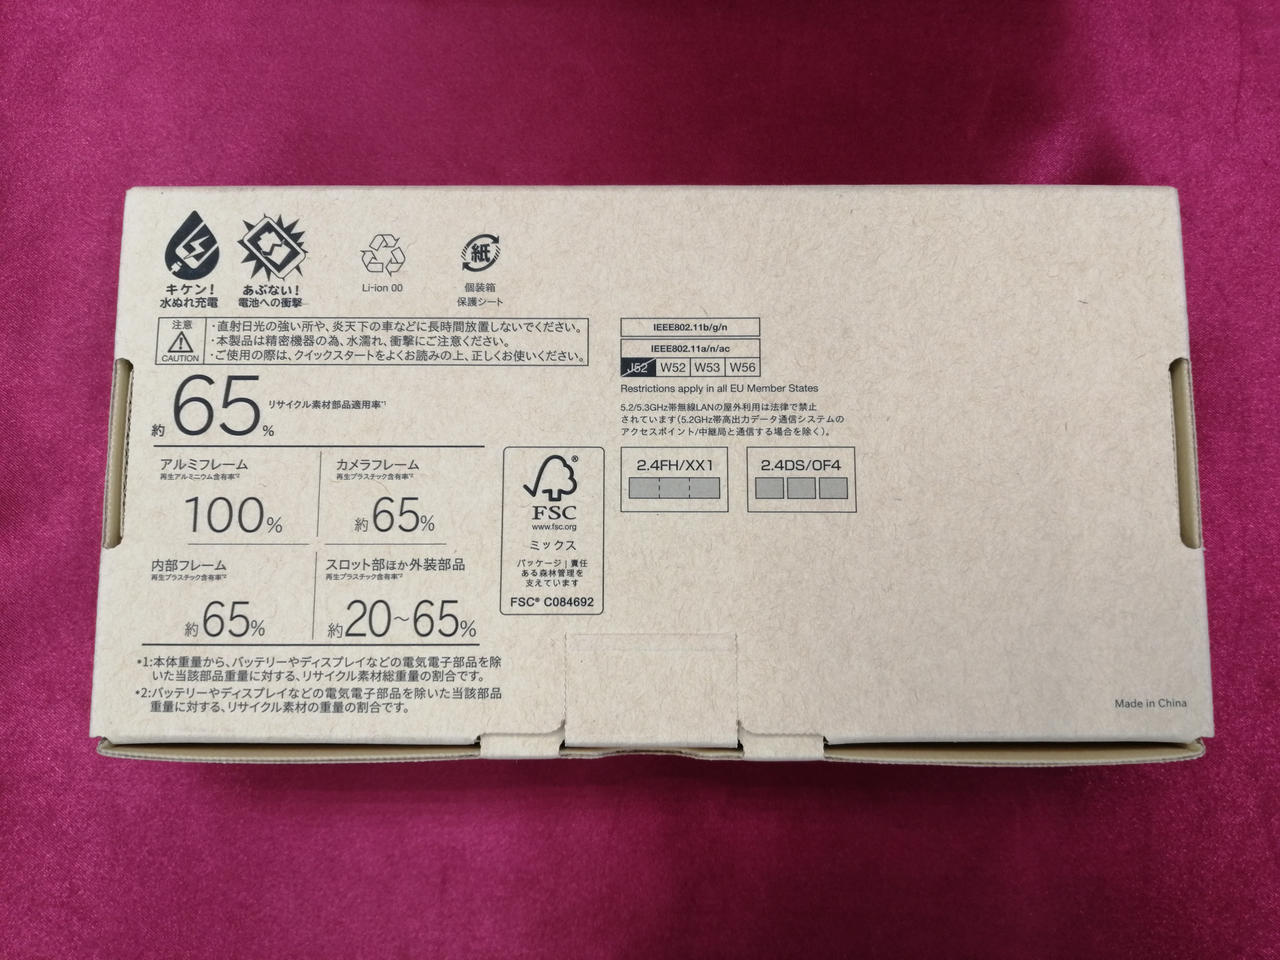 キケン!
水ぬれ充電
あぶない!
電池への衝撃
Li-ion 00
紙
個装箱
保護シート
注意
CAUTION
・直射日光の強い所や、炎天下の車などに長時間放置しないでください。
・本製品は精密機器の為、水濡れ、衝撃にご注意ください。
・ご使用の際は、クイックスタートをよくお読みの上、正しくお使いください。
約65%
リサイクル素材部品適用率*1
アルミフレーム
再生アルミニウム含有率*2
100%
カメラフレーム
再生プラスチック含有率*2
約65%
内部フレーム
再生プラスチック含有率*2
約65%
スロット部ほか外装部品
再生プラスチック含有率*2
約20~65%
*1:本体重量から、バッテリーやディスプレイなどの電気電子部品を除
いた当該部品重量に対する、リサイクル素材総重量の割合です。
*2:バッテリーやディスプレイなどの電気電子部品を除いた当該部品
重量に対する、リサイクル素材の重量の割合です。
®
FSC
www.fsc.org
ミックス
パッケージ|責任
ある森林管理を
支えています
FSC® C084692
IEEE802.11b/g/n
IEEE802.11a/n/ac
J52 W52 W53 W56
Restrictions apply in all EU Member States
5.2/5.3GHz帯無線LANの屋外利用は法律で禁止
されています(5.2GHz帯高出力データ通信システムの
アクセスポイント/中継局と通信する場合を除く)。
2.4FH/XX1
2.4DS/OF4
Made in China